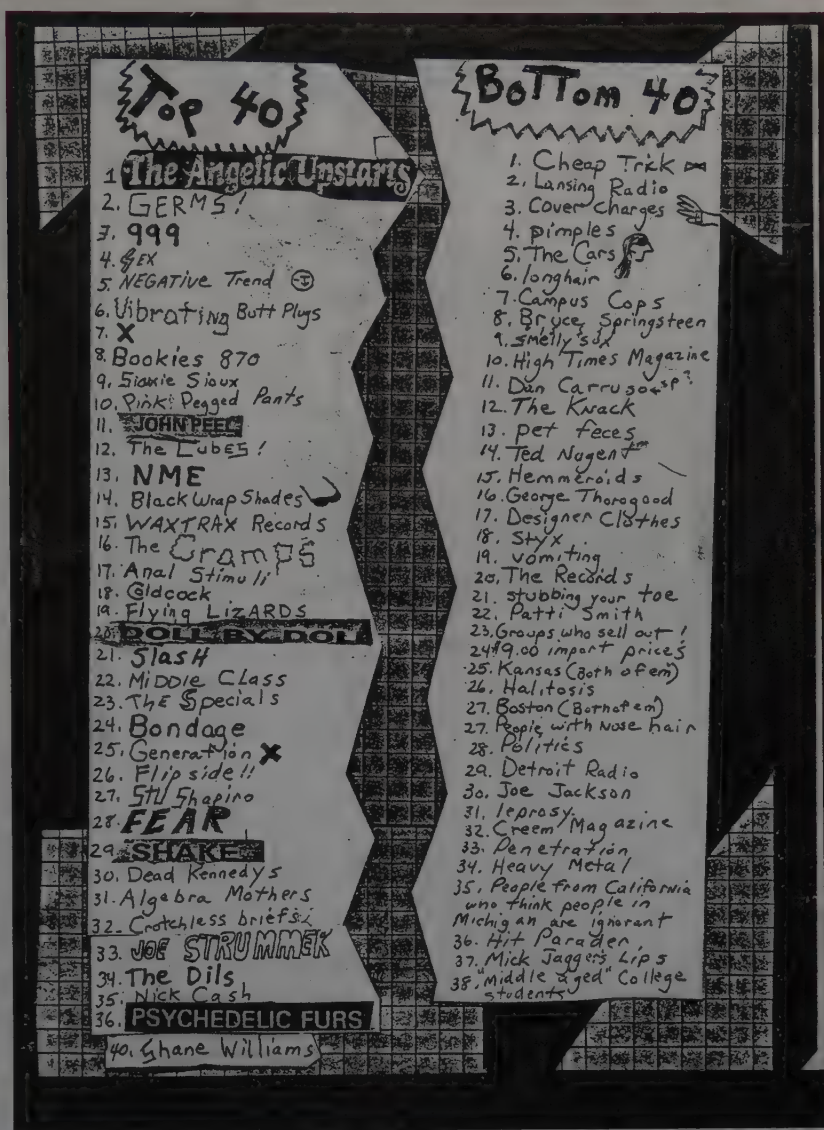 Top 40
1 The Angelic Upstarts
2. GERMS!
3. 999
4. SEX
5. NEGATIVE Trend
6. Vibrating Butt Plugs
7. X
8. Bookies 870
9. Sioxie Sioux
10. Pink Pegged Pants
11. JOHN PEEL
12. The Lubes!
13. NME
14. Black Wrap Shades
15. WAXTRAX Records
16. The Cramps
17. Anal Stimuli
18. Gldcock
19. Flying LIZARDS
20. DOLL BY DOLL
21. Slash
22. MiDDLE CLass
23. ThE Specials
24. Bondage
25. Generation X
26. Flipside!!
27. Stu Shapiro
28. FEAR
29. SHAKE
30. Dead Kennedys
31. Algebra Mothers
32. Crotchless briefs
33. JOE STRUMMER
34. The Dils
35. Nick Cash
36. PSYCHEDELIC FURS
40. Shane Williams
BoTTom 40
1. Cheap Trick
2. Lansing Radio
3. Cover Charges
4. pimples
5. The Cars
6. longhair
7. Campus Cops
8. Bruce Springsteen
9. smelly sox
10. High Times Magazine
11. Dan Carruso sp?
12. The Knack
13. pet feces
14. Ted Nugent
15. Hemmeroids
16. George Thorogood
17. Designer Clothes
18. Styx
19. vomiting
20. The Records
21. stubbing your toe
22. Patti Smith
23. Groups who sell out!
24 $9.00 import prices
25. Kansas (Both of em)
26. Halitosis
27. Boston (Both of em)
27. People with Nose hair
28. Politics
29. Detroit Radio
30. Joe Jackson
31. leprosy.
32. Creem Magazine
33. Penetration
34. Heavy Metal
35. People from California
who think people in
Michigan are ignorant
36. Hit Parader
37. Mick Jaggers Lips
38. "Middle aged" College
students